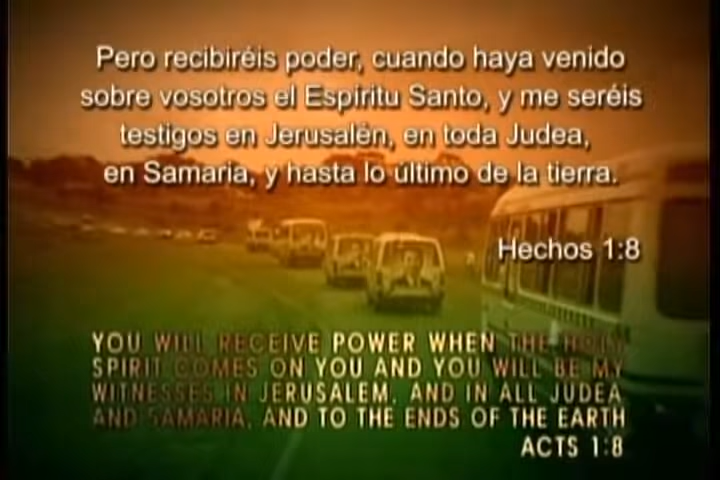 Pero recibiréis poder, cuando haya venido
sobre vosotros el Espíritu Santo, y me seréis
testigos en Jerusalén, en toda Judea,
en Samaria, y hasta lo último de la tierra.
Hechos 1:8
YOU WILL RECEIVE POWER WHEN THE HOLY
SPIRIT COMES ON YOU AND YOU WILL BE MY
WITNESSES IN JERUSALEM, AND IN ALL JUDEA
AND SAMARIA, AND TO THE ENDS OF THE EARTH
ACTS 1:8